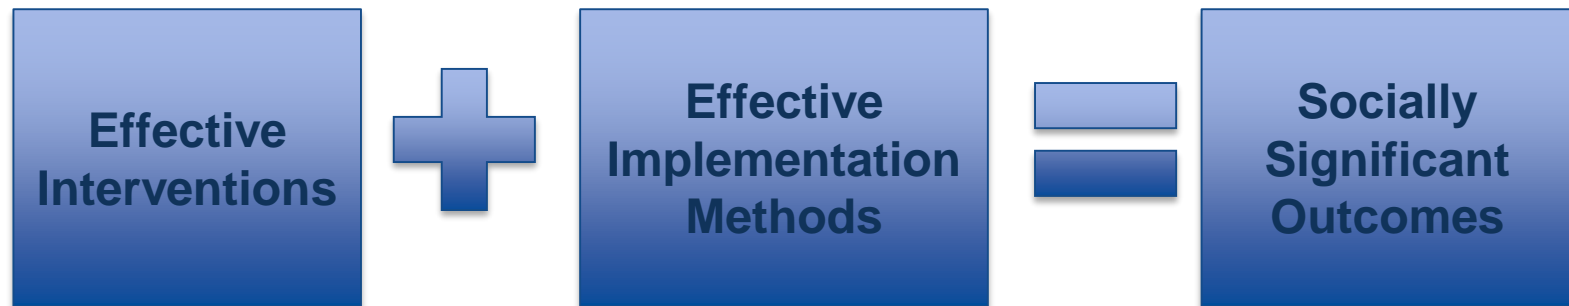 Effective
Interventions
Effective
Implementation
Methods
Socially
Significant
Outcomes